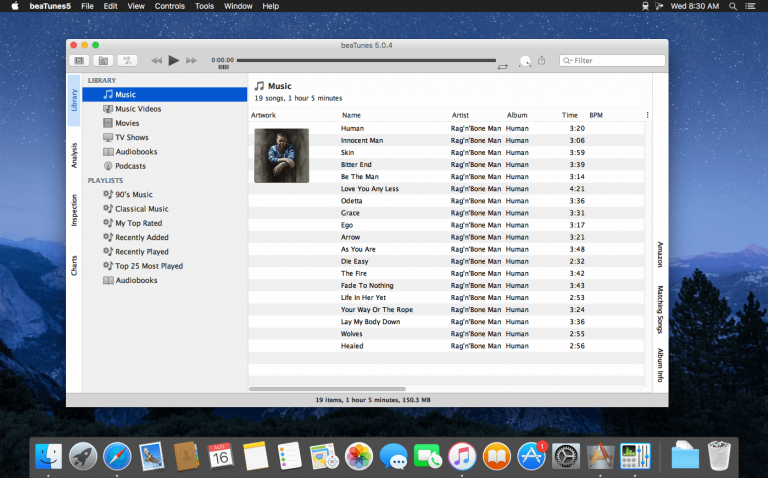 beaTunes5 File Edit View Controls Tools Window Help Wed 8:30 AM
beaTunes 5.0.4
0:00.00
Filter
Library
Analysis
Inspection
Charts
LIBRARY
Music
Music Videos
Movies
TV Shows
Audiobooks
Podcasts
PLAYLISTS
90's Music
Classical Music
My Top Rated
Recently Added
Recently Played
Top 25 Most Played
Audiobooks
Music
19 songs, 1 hour 5 minutes
Artwork Name Artist Album Time BPM
Human Rag'n'Bone Man Human 3:20
Innocent Man Rag'n'Bone Man Human 3:06
Skin Rag'n'Bone Man Human 3:59
Bitter End Rag'n'Bone Man Human 3:39
Be The Man Rag'n'Bone Man Human 3:14
Love You Any Less Rag'n'Bone Man Human 4:21
Odetta Rag'n'Bone Man Human 3:36
Grace Rag'n'Bone Man Human 3:31
Ego Rag'n'Bone Man Human 3:17
Arrow Rag'n'Bone Man Human 3:21
As You Are Rag'n'Bone Man Human 3:48
Die Easy Rag'n'Bone Man Human 2:32
The Fire Rag'n'Bone Man Human 3:42
Fade To Nothing Rag'n'Bone Man Human 3:43
Life In Her Yet Rag'n'Bone Man Human 2:53
Your Way Or The Rope Rag'n'Bone Man Human 3:24
Lay My Body Down Rag'n'Bone Man Human 3:36
Wolves Rag'n'Bone Man Human 2:55
Healed Rag'n'Bone Man Human 2:56
Amazon
Matching Songs
Album Info
19 items, 1 hour 5 minutes, 150.3 MB
AUG
16
1